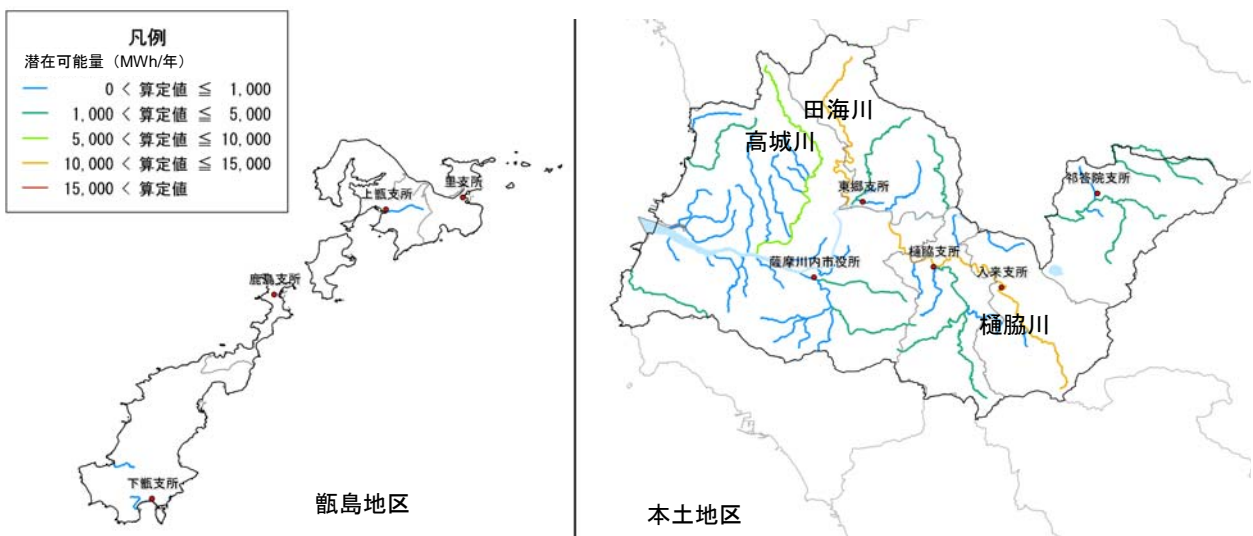 凡例
潜在可能量（MWh/年）
0 < 算定値 ≦ 1,000
1,000 < 算定値 ≦ 5,000
5,000 < 算定値 ≦ 10,000
10,000 < 算定値 ≦ 15,000
15,000 < 算定値
里支所
上甑支所
鹿島支所
下甑支所
甑島地区
田海川
高城川
東郷支所
祁答院支所
樋脇支所
薩摩川内市役所
入来支所
樋脇川
本土地区